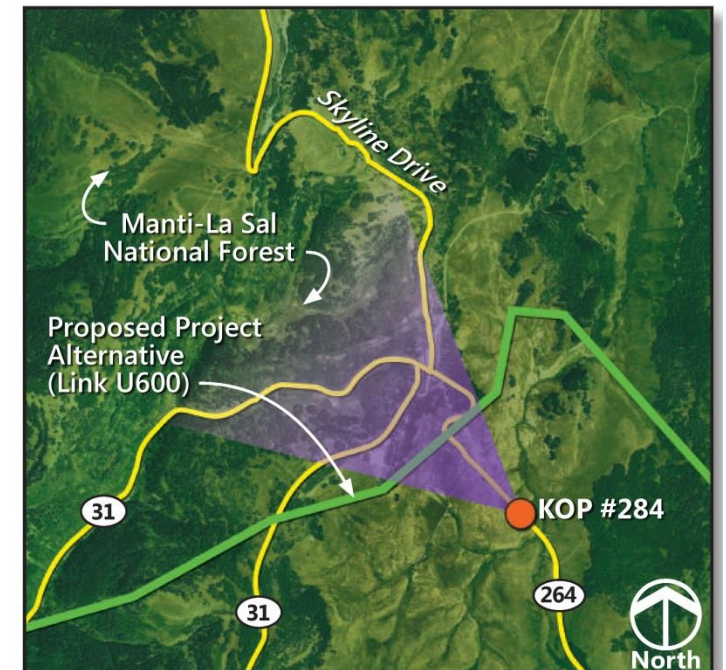 Skyline Drive
Manti-La Sal
National Forest
Proposed Project
Alternative
(Link U600)
31
KOP #284
264
31
North